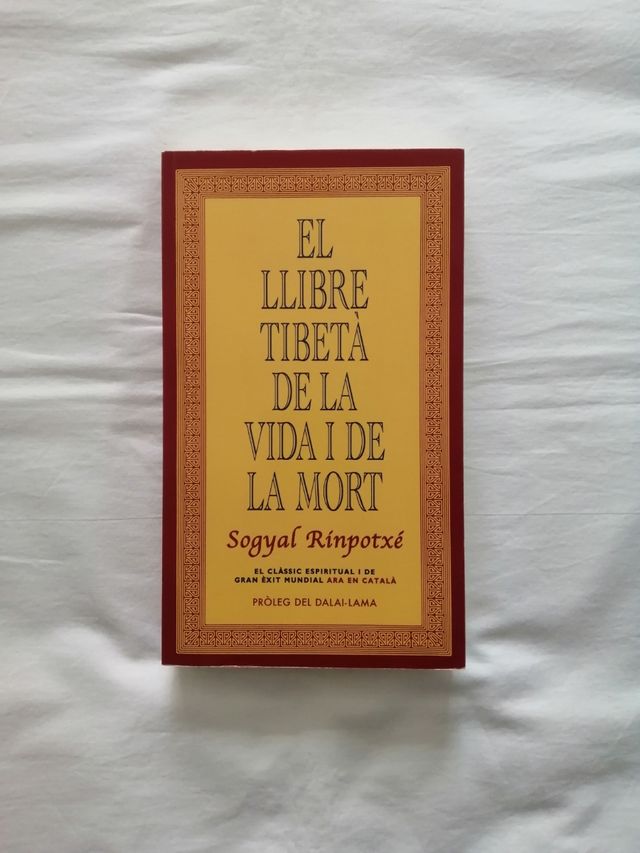 EL
LLIBRE
TIBETÀ
DE LA
VIDA I DE
LA MORT
Sogyal Rínpotxé
EL CLÀSSIC ESPIRITUAL I DE
GRAN ÈXIT MUNDIAL ARA EN CATALÀ
PRÒLEG DEL DALAI-LAMA